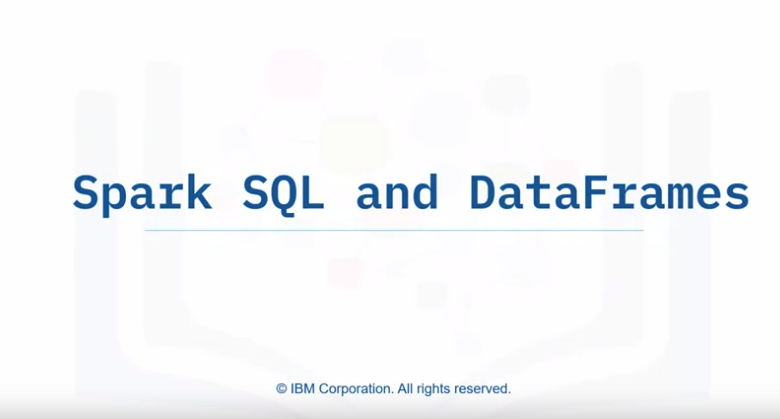 Spark SQL and DataFrames
© IBM Corporation. All rights reserved.